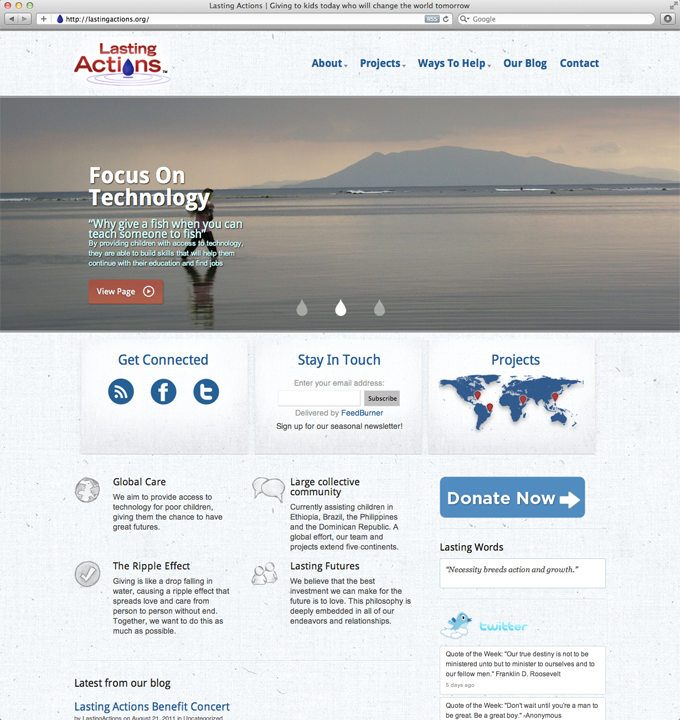 Lasting Actions | Giving to kids today who will change the world tomorrow
http://lastingactions.org/
RSS
Google
Lasting
Actions™
About
Projects
Ways To Help
Our Blog
Contact
Focus On
Technology
“Why give a fish when you can
teach someone to fish”
By providing children with access to technology,
they are able to build skills that will help them
continue with their education and find jobs
View Page
Get Connected
Stay In Touch
Enter your email address:
Subscribe
Delivered by FeedBurner
Sign up for our seasonal newsletter!
Projects
Global Care
We aim to provide access to
technology for poor children,
giving them the chance to have
great futures.
Large collective
community
Currently assisting children in
Ethiopia, Brazil, the Philippines
and the Dominican Republic. A
global effort, our team and
projects extend five continents.
The Ripple Effect
Giving is like a drop falling in
water, causing a ripple effect that
spreads love and care from
person to person without end.
Together, we want to do this as
much as possible.
Lasting Futures
We believe that the best
investment we can make for the
future is to love. This philosophy is
deeply embedded in all of our
endeavors and relationships.
Donate Now
Lasting Words
"Necessity breeds action and growth."
twitter
Quote of the Week: "Our true destiny is not to be
ministered unto but to minister to ourselves and to
our fellow men." Franklin D. Roosevelt
5 days ago
Quote of the Week: "Don't wait until you're a man to
be great. Be a great boy." -Anonymous
Latest from our blog
Lasting Actions Benefit Concert
by LastingActions on August 21, 2011 in Uncategorized